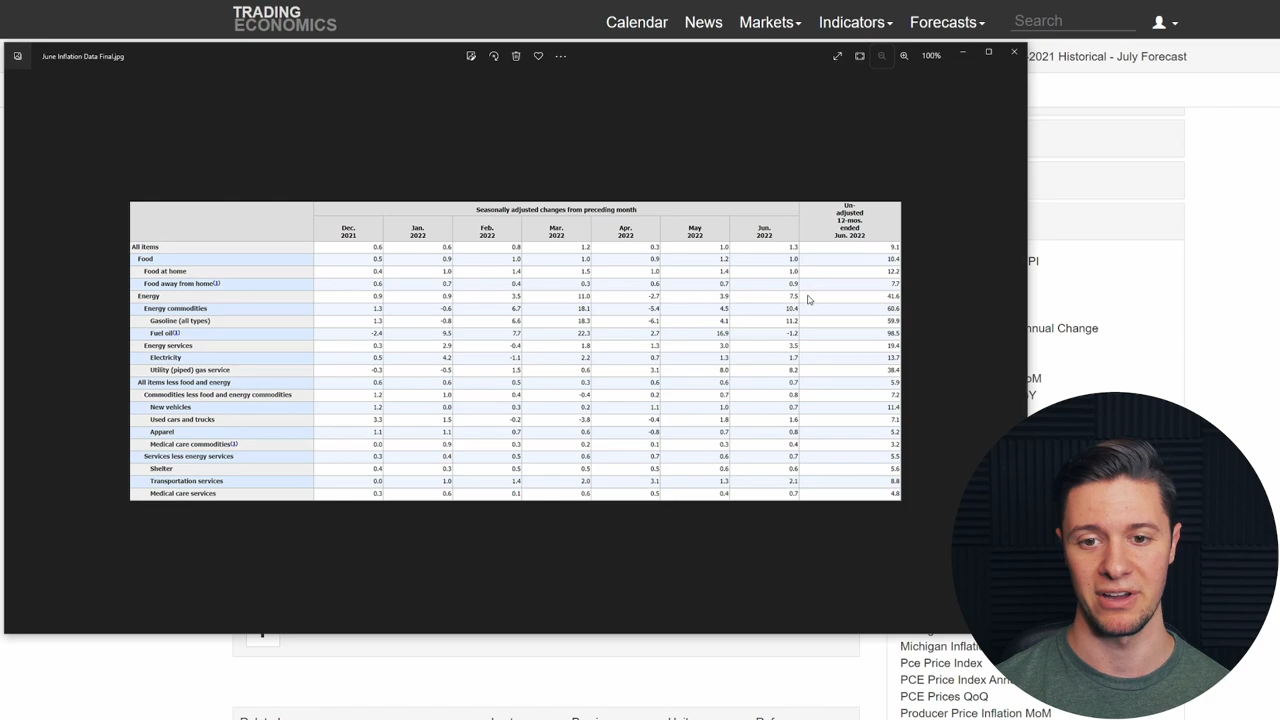 TRADING
ECONOMICS
Calendar News Markets Indicators Forecasts Search
-2021 Historical - July Forecast
June Inflation Data Final.jpg
100%
Seasonally adjusted changes from preceding month
Un-
adjusted
12-mos.
ended
Jun. 2022
Dec. 2021 Jan. 2022 Feb. 2022 Mar. 2022 Apr. 2022 May 2022 Jun. 2022
All items 0.6 0.6 0.8 1.2 0.3 1.0 1.3 9.1
Food 0.5 0.9 1.0 1.0 0.9 1.2 1.0 10.4
Food at home 0.4 1.0 1.4 1.5 1.0 1.4 1.0 12.2
Food away from home(1) 0.6 0.7 0.4 0.3 0.6 0.7 0.9 7.7
Energy 0.9 0.9 3.5 11.0 -2.7 3.9 7.5 41.6
Energy commodities 1.3 -0.6 6.7 18.1 -5.4 4.5 10.4 60.6
Gasoline (all types) 1.3 -0.8 6.6 18.3 -6.1 4.1 11.2 59.9
Fuel oil(1) -2.4 9.5 7.7 22.3 2.7 16.9 -1.2 98.5
Energy services 0.3 2.9 -0.4 1.8 1.3 3.0 3.5 19.4
Electricity 0.5 4.2 -1.1 2.2 0.7 1.3 1.7 13.7
Utility (piped) gas service -0.3 -0.5 1.5 0.6 3.1 8.0 8.2 38.4
All items less food and energy 0.6 0.6 0.5 0.3 0.6 0.6 0.7 5.9
Commodities less food and energy commodities 1.2 1.0 0.4 -0.4 0.2 0.7 0.8 7.2
New vehicles 1.2 0.0 0.3 0.2 1.1 1.0 0.7 11.4
Used cars and trucks 3.3 1.5 -0.2 -3.8 -0.4 1.8 1.6 7.1
Apparel 1.1 1.1 0.7 0.6 -0.8 0.7 0.8 5.2
Medical care commodities(1) 0.0 0.9 0.3 0.2 0.1 0.3 0.4 3.2
Services less energy services 0.3 0.4 0.5 0.6 0.7 0.6 0.7 5.5
Shelter 0.4 0.3 0.5 0.5 0.5 0.6 0.6 5.6
Transportation services 0.0 1.0 1.4 2.0 3.1 1.3 2.1 8.8
Medical care services 0.3 0.6 0.1 0.6 0.5 0.4 0.7 4.8
PI
nnual Change
oM
OY
Michigan Inflati
Pce Price Index
PCE Price Index Ann
PCE Prices QoQ
Producer Price Inflation MoM